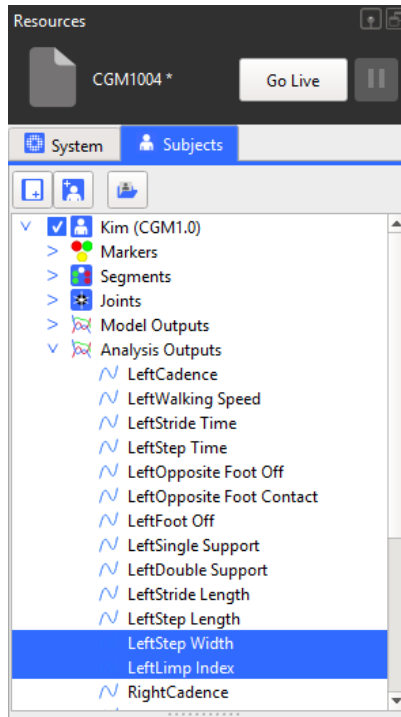 Resources
CGM1004 *
Go Live
System
Subjects
Kim (CGM1.0)
Markers
Segments
Joints
Model Outputs
Analysis Outputs
LeftCadence
LeftWalking Speed
LeftStride Time
LeftStep Time
LeftOpposite Foot Off
LeftOpposite Foot Contact
LeftFoot Off
LeftSingle Support
LeftDouble Support
LeftStride Length
LeftStep Length
LeftStep Width
LeftLimp Index
RightCadence